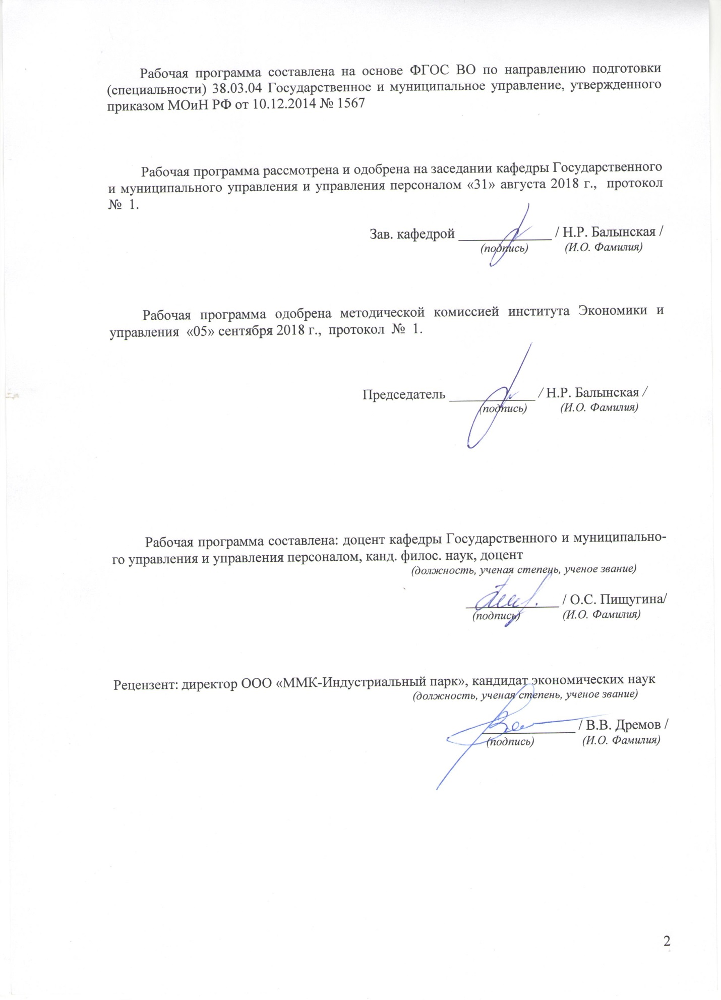 Рабочая программа составлена на основе ФГОС ВО по направлению подготовки
(специальности) 38.03.04 Государственное и муниципальное управление, утвержденного
приказом МОиН РФ от 10.12.2014 № 1567
Рабочая программа рассмотрена и одобрена на заседании кафедры Государственного
и муниципального управления и управления персоналом «31» августа 2018 г., протокол
№ 1.
Зав. кафедрой _____________ / Н.Р. Балынская /
(подпись) (И.О. Фамилия)
Рабочая программа одобрена методической комиссией института Экономики и
управления «05» сентября 2018 г., протокол № 1.
Председатель ____________ / Н.Р. Балынская /
(подпись) (И.О. Фамилия)
Рабочая программа составлена: доцент кафедры Государственного и муниципально-
го управления и управления персоналом, канд. филос. наук, доцент
(должность, ученая степень, ученое звание)
_____________ / О.С. Пищугина/
(подпись) (И.О. Фамилия)
Рецензент: директор ООО «ММК-Индустриальный парк», кандидат экономических наук
(должность, ученая степень, ученое звание)
_____________ / В.В. Дремов /
(подпись) (И.О. Фамилия)
2